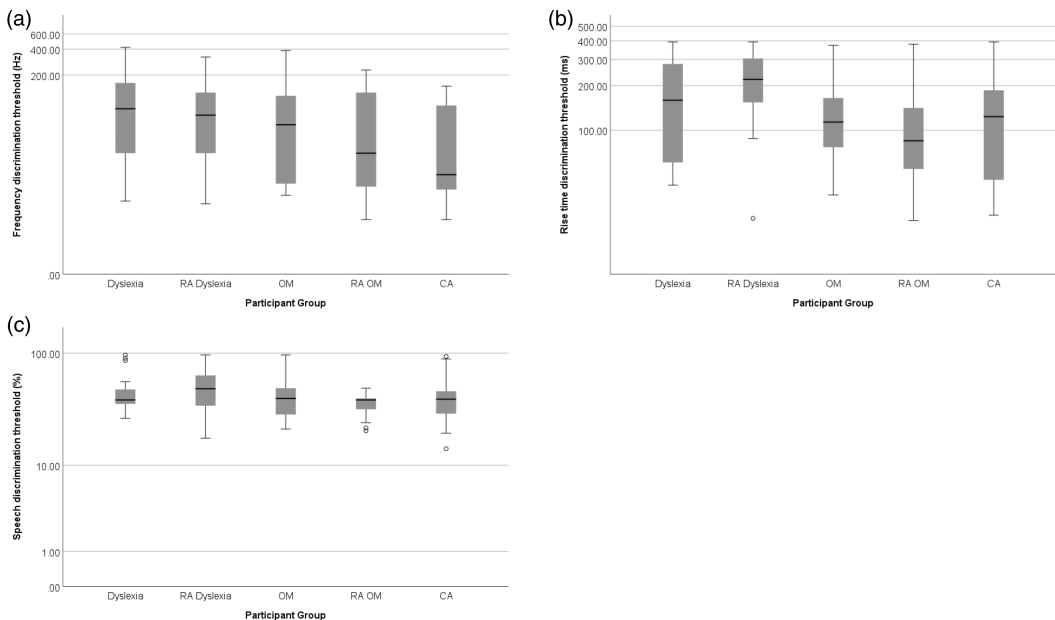 (a)
Frequency discrimination threshold (Hz)
600.00
400.00
200.00
.00
Dyslexia RA Dyslexia OM RA OM CA
Participant Group
(b)
Rise time discrimination threshold (ms)
500.00
400.00
300.00
200.00
100.00
Dyslexia RA Dyslexia OM RA OM CA
Participant Group
(c)
Speech discrimination threshold (%)
100.00
10.00
1.00
.00
Dyslexia RA Dyslexia OM RA OM CA
Participant Group